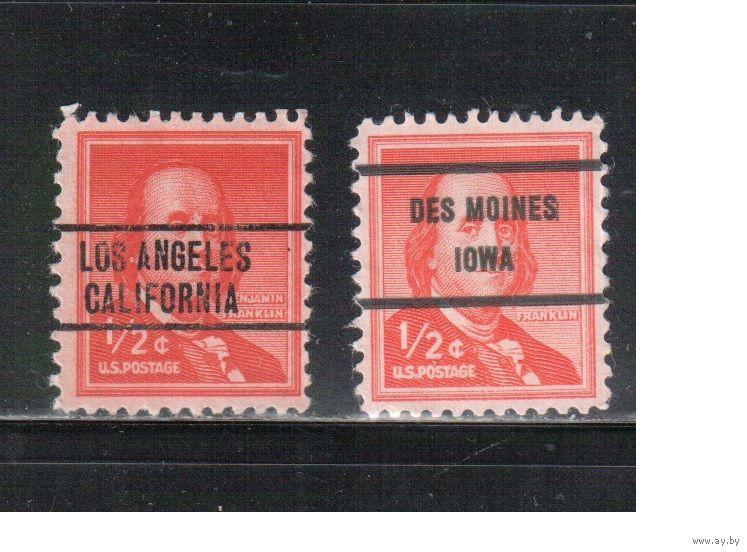 LOS ANGELES
CALIFORNIA
BENJAMIN
FRANKLIN
1/2 ¢
U.S. POSTAGE
DES MOINES
IOWA
FRANKLIN
1/2 ¢
U.S. POSTAGE
www.ay.by